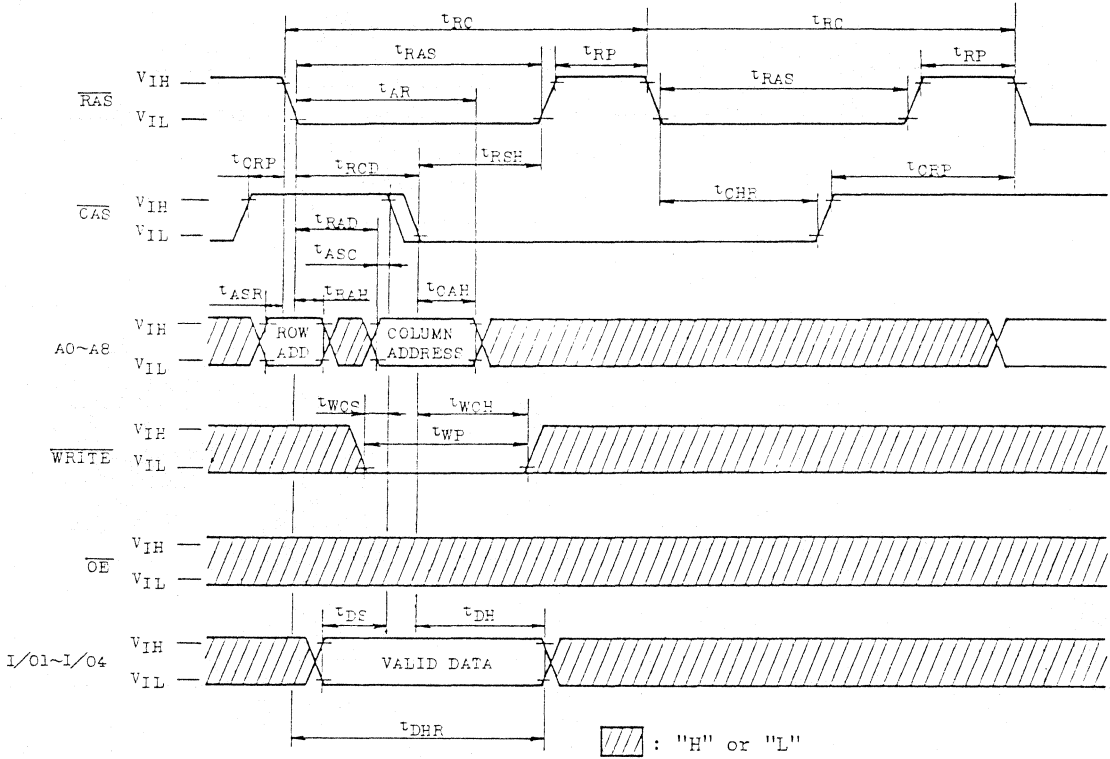 tRC tRC
tRAS tRP tRAS tRP
RAS VIH
VIL
tAR
tCRP tRCD tRSH tCHR tCRP
CAS VIH
VIL
tRAD
tASC
tASR tRAH tCAH
A0~A8 VIH
VIL
ROW ADD
COLUMN ADDRESS
tWCS tWCH
tWP
WRITE VIH
VIL
OE VIH
VIL
tDS tDH
I/O1~I/O4 VIH
VIL
VALID DATA
tDHR
: "H" or "L"